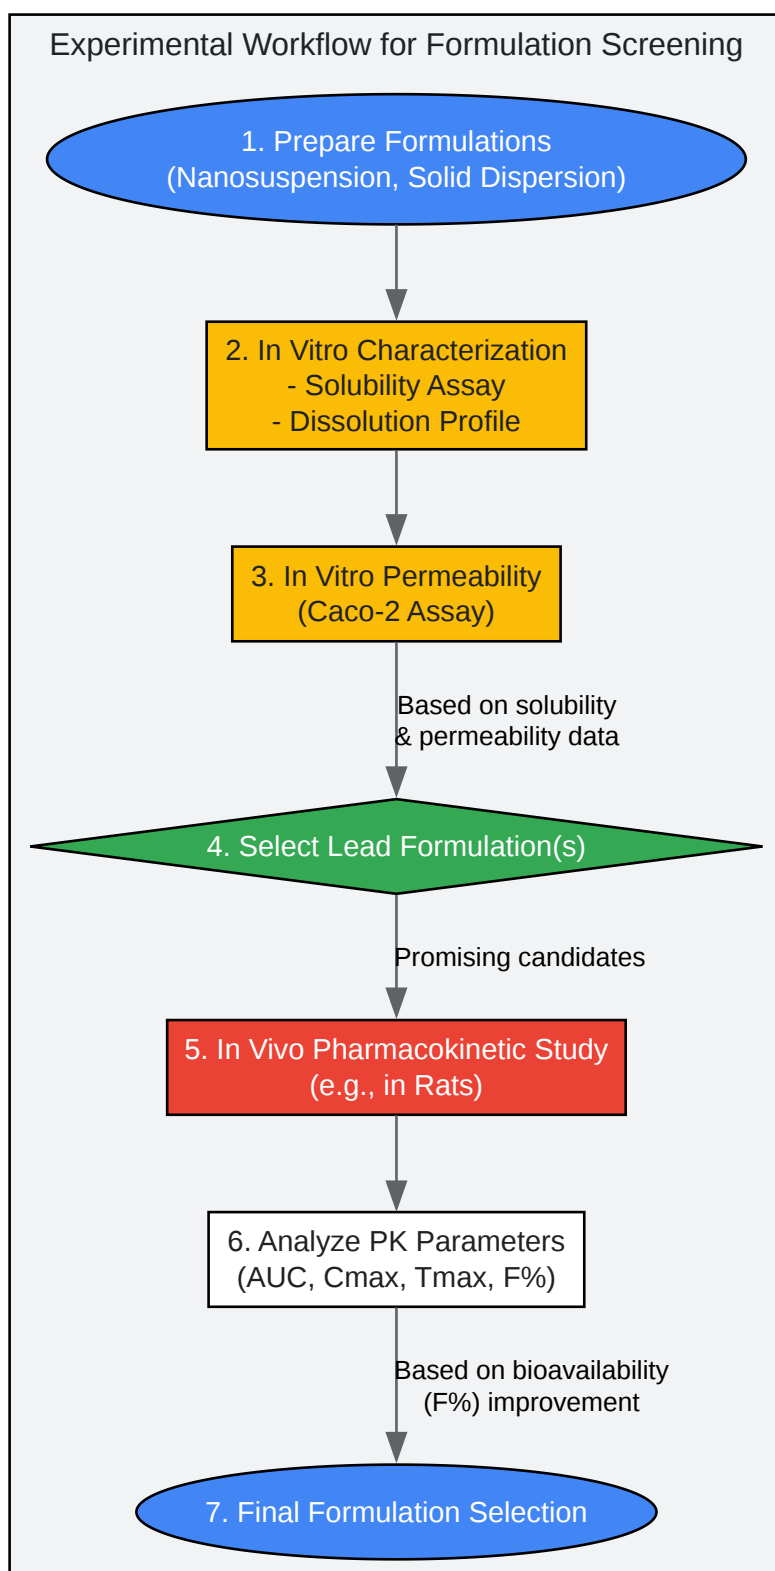 Experimental Workflow for Formulation Screening
1. Prepare Formulations
(Nanosuspension, Solid Dispersion)
2. In Vitro Characterization
- Solubility Assay
- Dissolution Profile
3. In Vitro Permeability
(Caco-2 Assay)
Based on solubility
& permeability data
4. Select Lead Formulation(s)
Promising candidates
5. In Vivo Pharmacokinetic Study
(e.g., in Rats)
6. Analyze PK Parameters
(AUC, Cmax, Tmax, F%)
Based on bioavailability
(F%) improvement
7. Final Formulation Selection